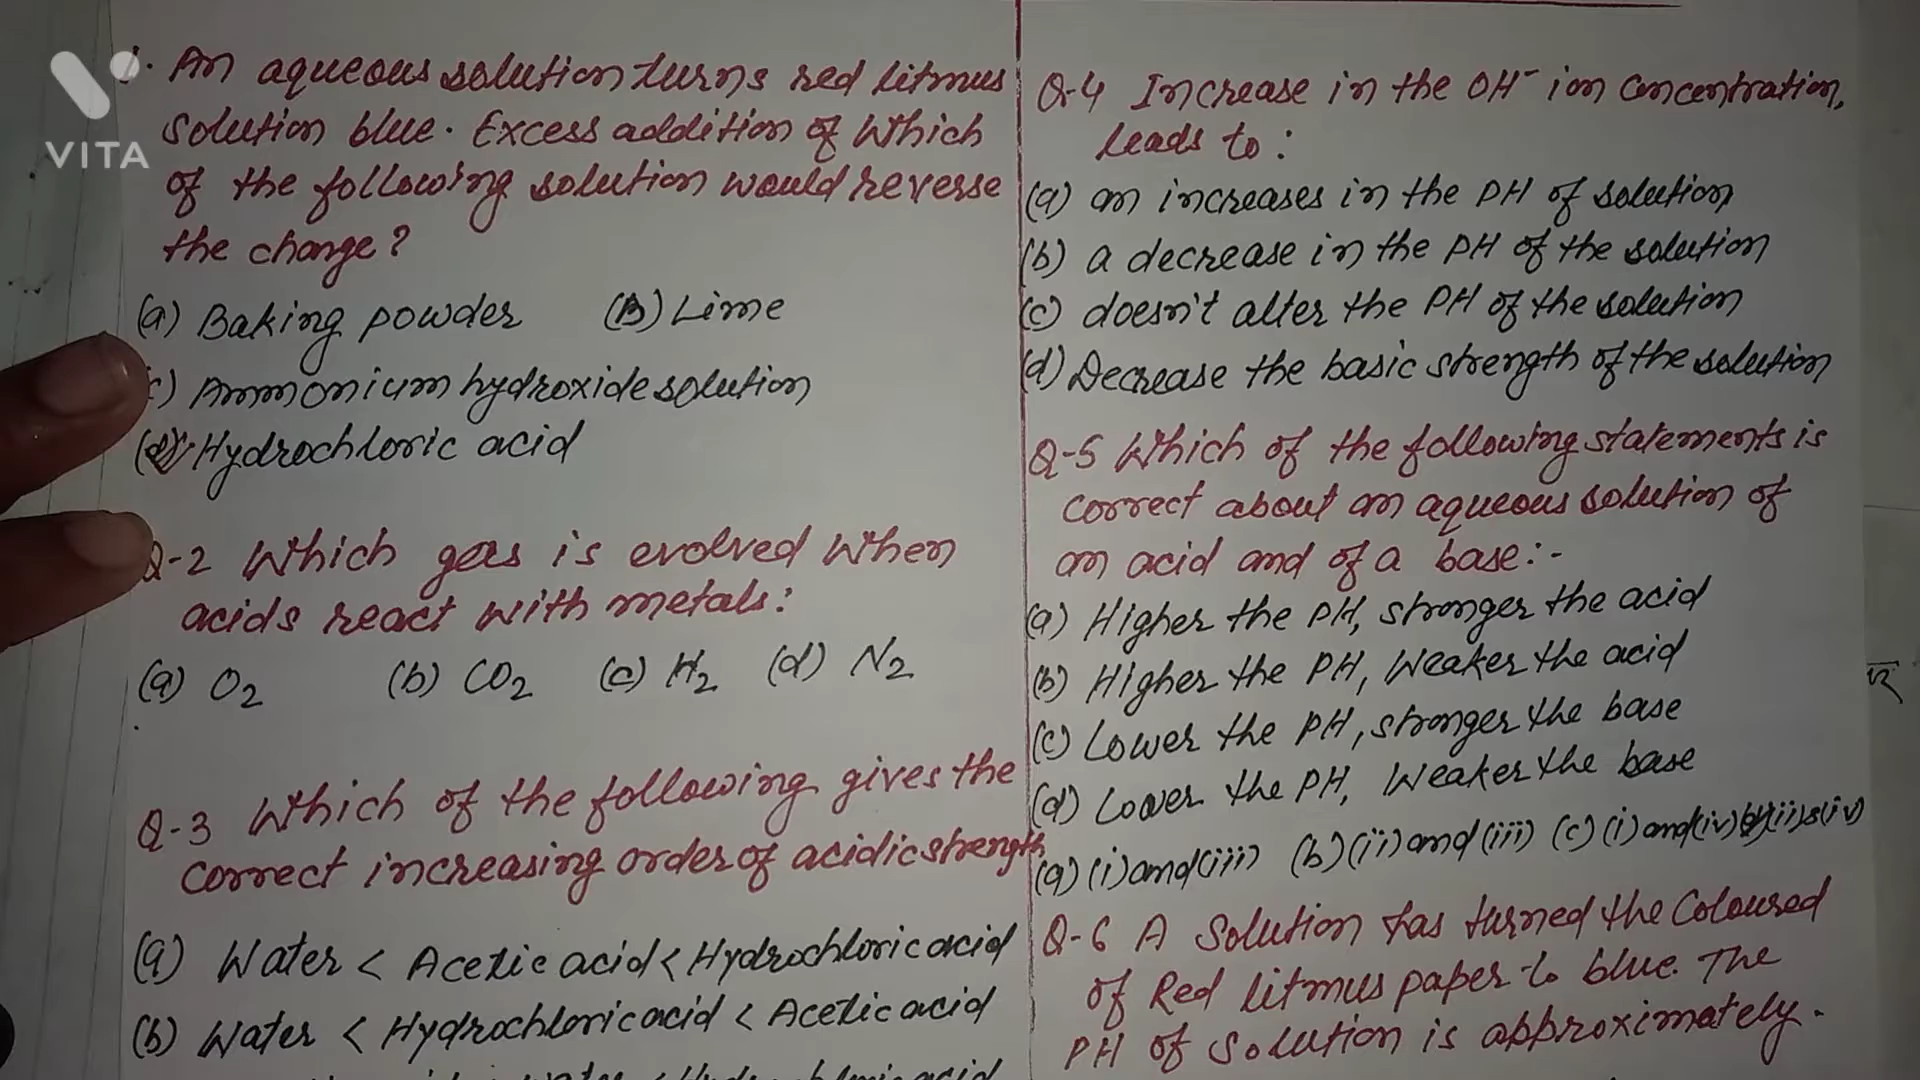 VITA
1. An aqueous solution turns red litmus
solution blue. Excess addition of Which
of the following solution would reverse
the change?
(a) Baking powder (B) Lime
(c) Ammonium hydroxide solution
(d) Hydrochloric acid
Q-2 Which gas is evolved When
acids react with metals:
(a) O2 (b) CO2 (c) H2 (d) N2
Q-3 Which of the following gives the
correct increasing order of acidic strength
(a) Water < Acetic acid < Hydrochloric acid
(b) Water < Hydrochloric acid < Acetic acid
Q-4 Increase in the OH- ion Concentration,
leads to:
(a) an increases in the PH of solution
(b) a decrease in the PH of the solution
(c) doesn't alter the PH of the solution
(d) Decrease the basic strength of the solution
Q-5 Which of the following statements is
correct about an aqueous solution of
an acid and of a base:-
(a) Higher the PH, stronger the acid
(b) Higher the PH, Weaker the acid
(c) Lower the PH, stronger the base
(d) Lower the PH, Weaker the base
(a) (i) and (iii) (b) (ii) and (iii) (c) (i) and (iv) (ii) & (iv)
Q-6 A Solution has turned the Coloured
of Red litmus paper to blue. The
PH of Solution is approximately.